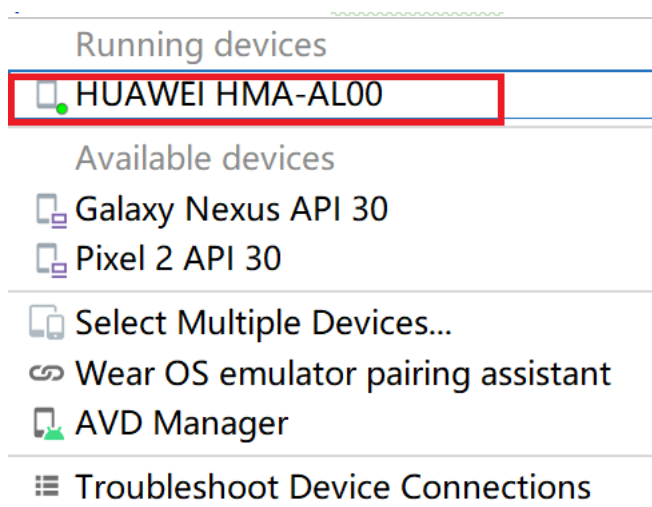 Running devices
HUAWEI HMA-AL00
Available devices
Galaxy Nexus API 30
Pixel 2 API 30
Select Multiple Devices...
Wear OS emulator pairing assistant
AVD Manager
Troubleshoot Device Connections